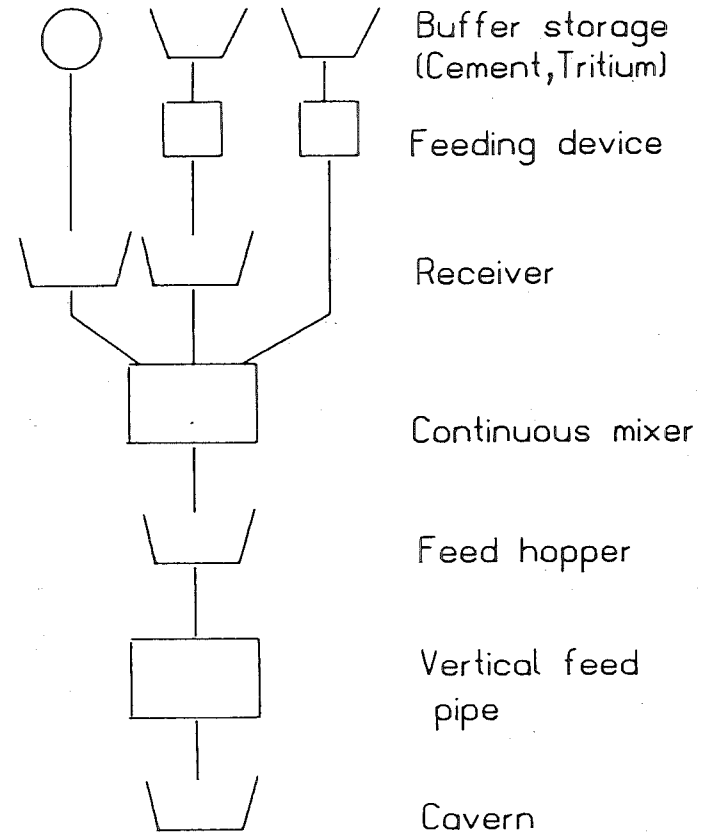 Buffer storage
(Cement,Tritium)
Feeding device
Receiver
Continuous mixer
Feed hopper
Vertical feed
pipe
Cavern